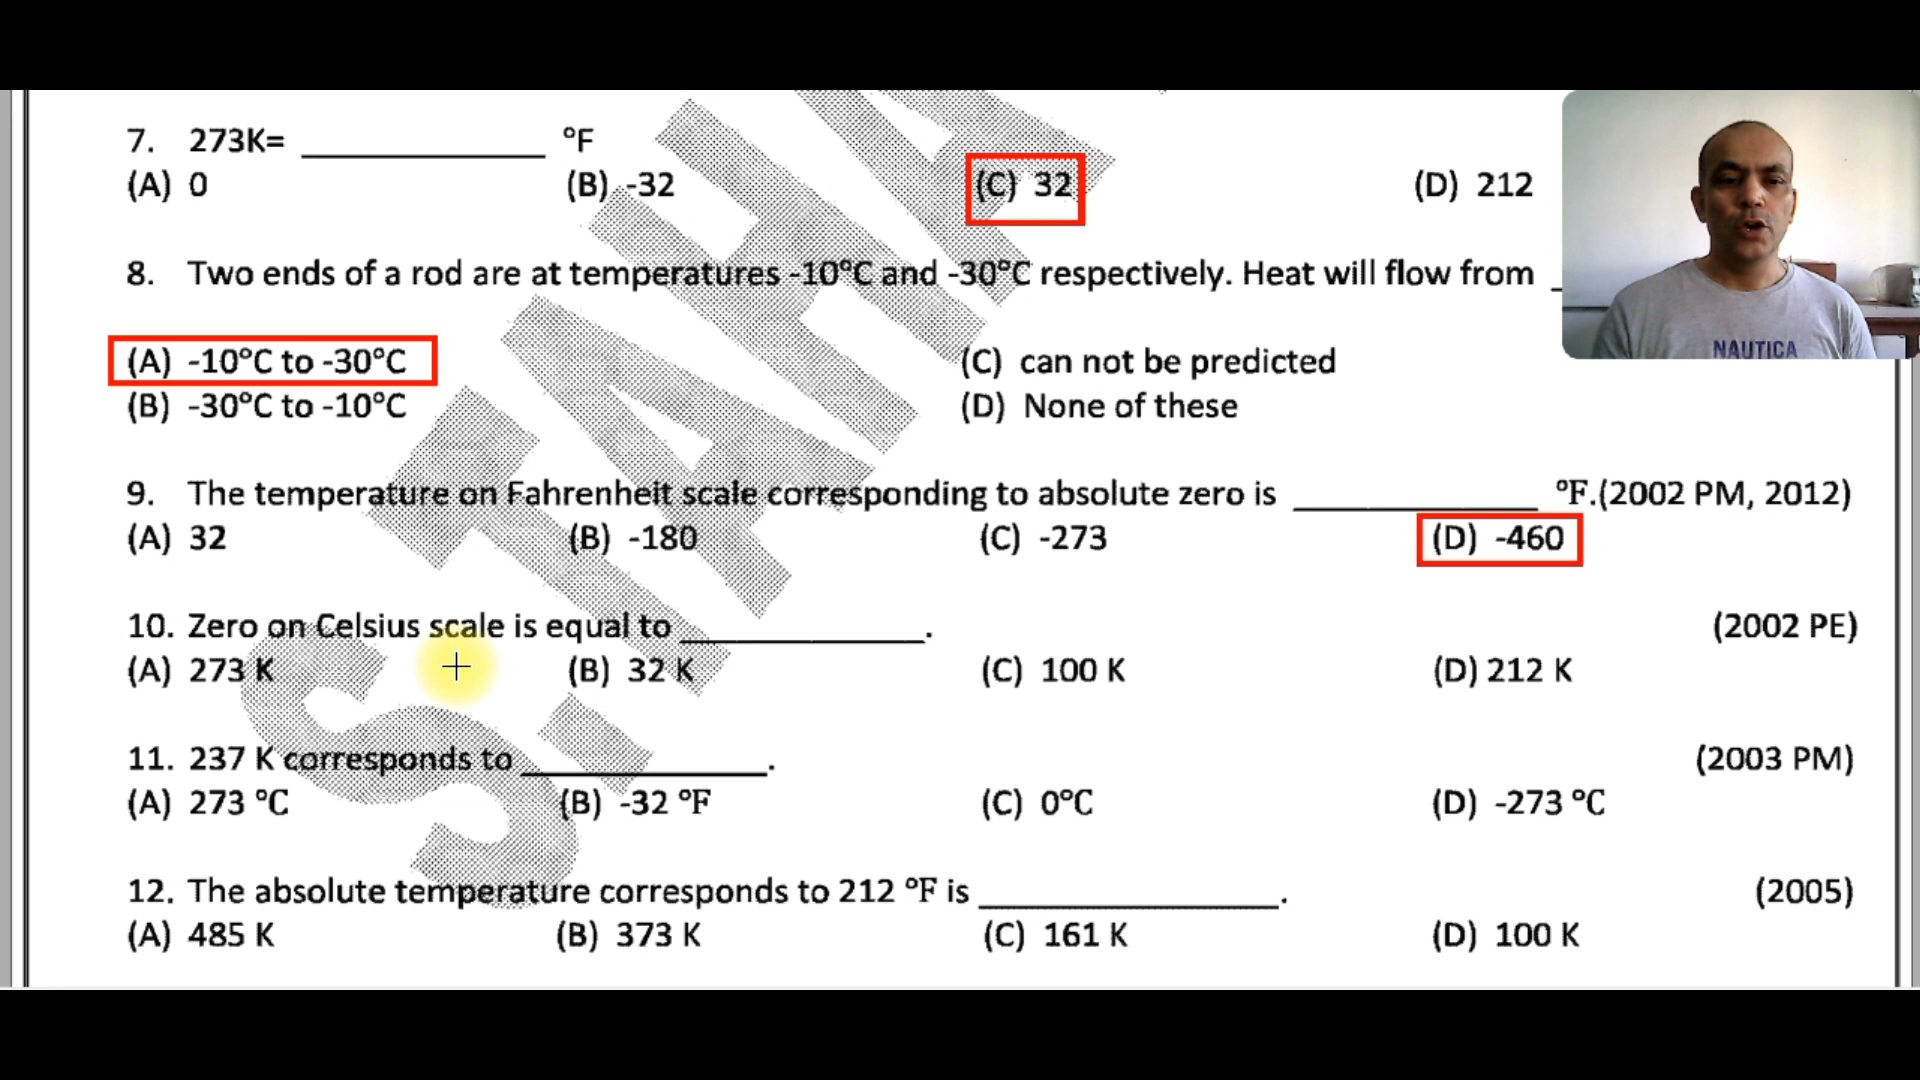 7. 273K= ______________ °F
(A) 0 (B) -32 (C) 32 (D) 212
8. Two ends of a rod are at temperatures -10°C and -30°C respectively. Heat will flow from _
(A) -10°C to -30°C (C) can not be predicted
(B) -30°C to -10°C (D) None of these
9. The temperature on Fahrenheit scale corresponding to absolute zero is ______________ °F.(2002 PM, 2012)
(A) 32 (B) -180 (C) -273 (D) -460
10. Zero on Celsius scale is equal to ______________. (2002 PE)
(A) 273 K (B) 32 K (C) 100 K (D) 212 K
11. 237 K corresponds to ______________. (2003 PM)
(A) 273 °C (B) -32 °F (C) 0°C (D) -273 °C
12. The absolute temperature corresponds to 212 °F is _________________. (2005)
(A) 485 K (B) 373 K (C) 161 K (D) 100 K
NAUTICA